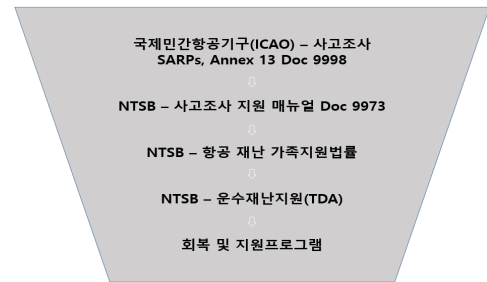 국제민간항공기구(ICAO) – 사고조사
SARPs, Annex 13 Doc 9998
NTSB – 사고조사 지원 매뉴얼 Doc 9973
NTSB – 항공 재난 가족지원법률
NTSB – 운수재난지원(TDA)
회복 및 지원프로그램